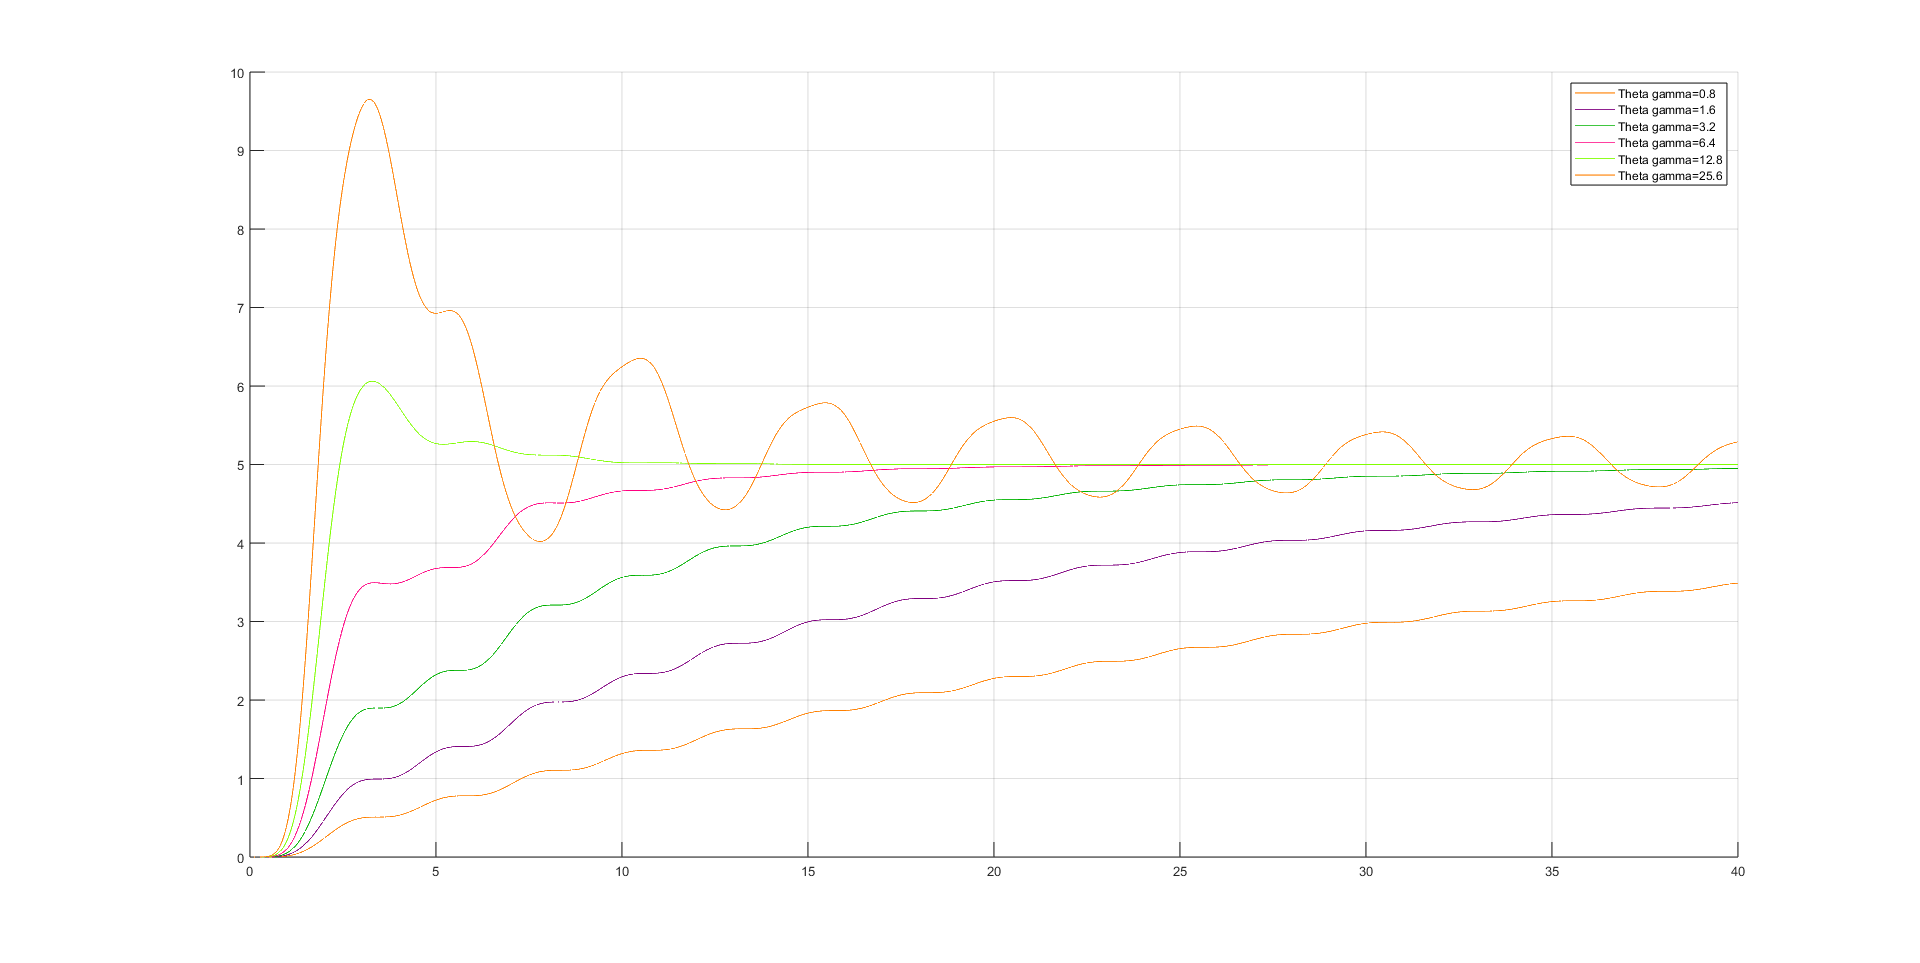 10
9
8
7
6
5
4
3
2
1
0
0 5 10 15 20 25 30 35 40
Theta gamma=0.8
Theta gamma=1.6
Theta gamma=3.2
Theta gamma=6.4
Theta gamma=12.8
Theta gamma=25.6